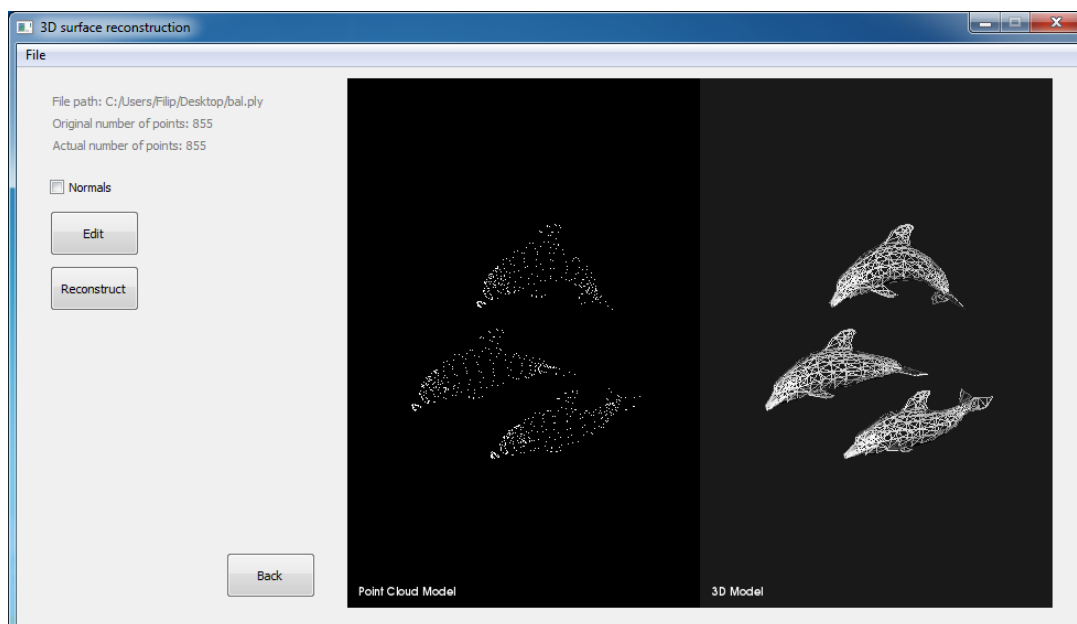 3D surface reconstruction
File
File path: C:/Users/Filip/Desktop/bal.ply
Original number of points: 855
Actual number of points: 855
Normals
Edit
Reconstruct
Back
Point Cloud Model
3D Model